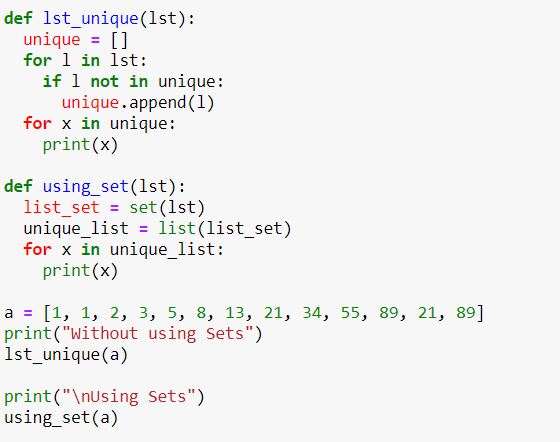 def lst_unique(lst):
  unique = []
  for l in lst:
    if l not in unique:
      unique.append(l)
  for x in unique:
    print(x)

def using_set(lst):
  list_set = set(lst)
  unique_list = list(list_set)
  for x in unique_list:
    print(x)

a = [1, 1, 2, 3, 5, 8, 13, 21, 34, 55, 89, 21, 89]
print("Without using Sets")
lst_unique(a)

print("\nUsing Sets")
using_set(a)